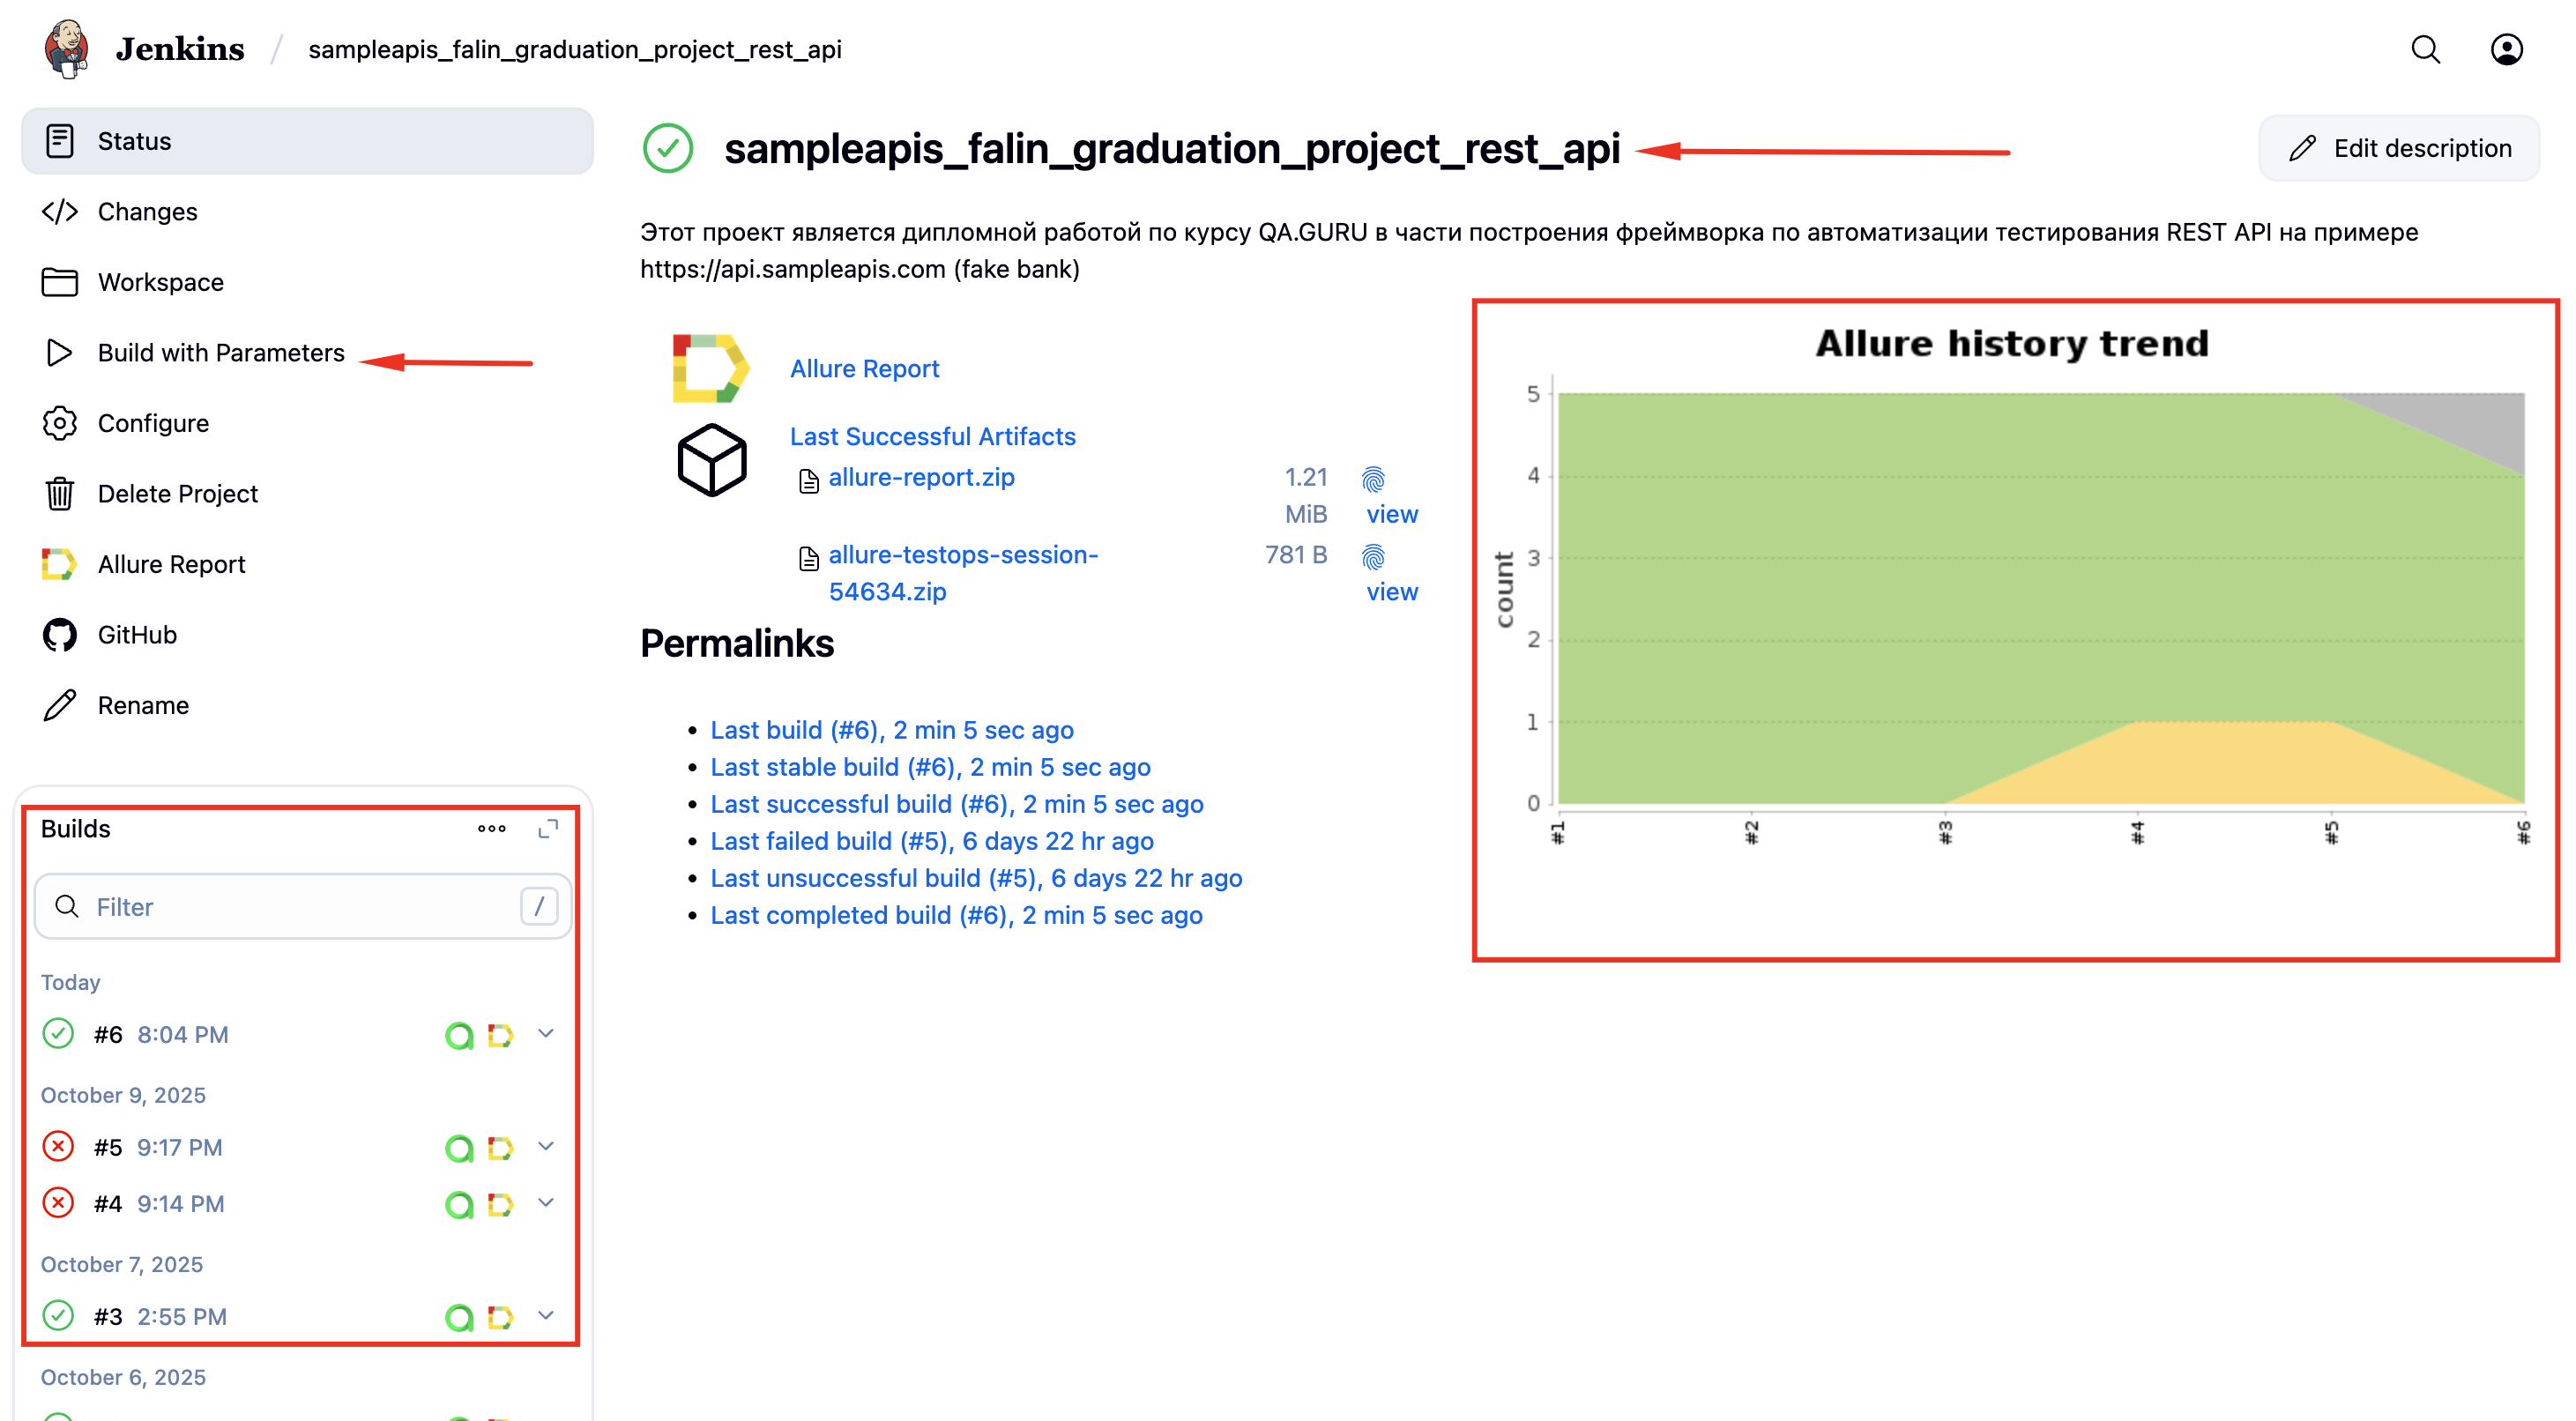 Jenkins / sampleapis_falin_graduation_project_rest_api
Status
Changes
Workspace
Build with Parameters
Configure
Delete Project
Allure Report
GitHub
Rename
Builds
Filter
/
Today
#6 8:04 PM
October 9, 2025
#5 9:17 PM
#4 9:14 PM
October 7, 2025
#3 2:55 PM
October 6, 2025
sampleapis_falin_graduation_project_rest_api
Edit description
Этот проект является дипломной работой по курсу QA.GURU в части построения фреймворка по автоматизации тестирования REST API на примере
https://api.sampleapis.com (fake bank)
Allure Report
Last Successful Artifacts
allure-report.zip 1.21
MiB view
allure-testops-session- 781 B
54634.zip view
Permalinks
Last build (#6), 2 min 5 sec ago
Last stable build (#6), 2 min 5 sec ago
Last successful build (#6), 2 min 5 sec ago
Last failed build (#5), 6 days 22 hr ago
Last unsuccessful build (#5), 6 days 22 hr ago
Last completed build (#6), 2 min 5 sec ago
Allure history trend
count
5
4
3
2
1
0
#1 #2 #3 #4 #5 #6